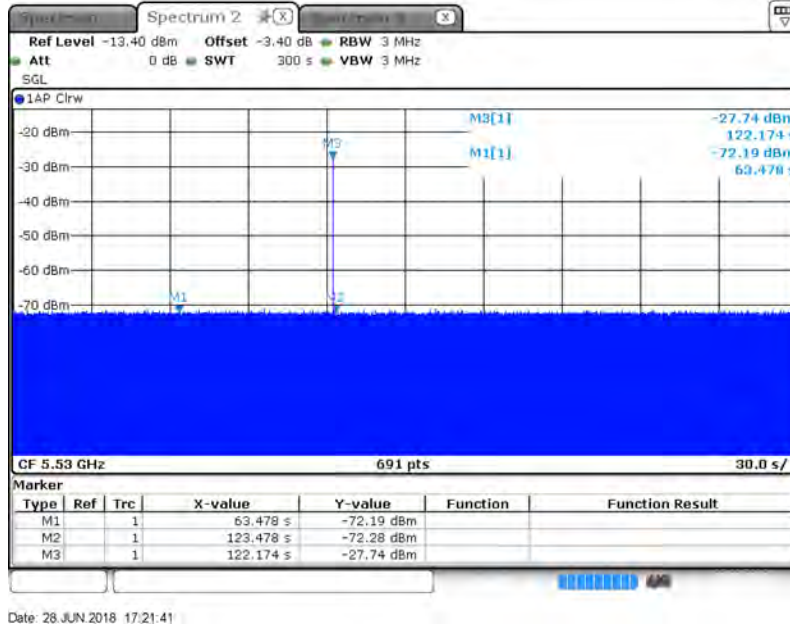 Spectrum
Spectrum 2
Spectrum 3
Ref Level -13.40 dBm Offset -3.40 dB RBW 3 MHz
Att 0 dB SWT 300 s VBW 3 MHz
SGL
1AP Clrw
M3[1] -27.74 dBm
122.174 s
M1[1] -72.19 dBm
63.478 s
-20 dBm
M3
-30 dBm
-40 dBm
-50 dBm
-60 dBm
M1
-70 dBm
CF 5.53 GHz 691 pts 30.0 s/
Marker
Type Ref Trc X-value Y-value Function Function Result
M1 1 63.478 s -72.19 dBm
M2 1 123.478 s -72.28 dBm
M3 1 122.174 s -27.74 dBm
Date: 28.JUN.2018 17:21:41